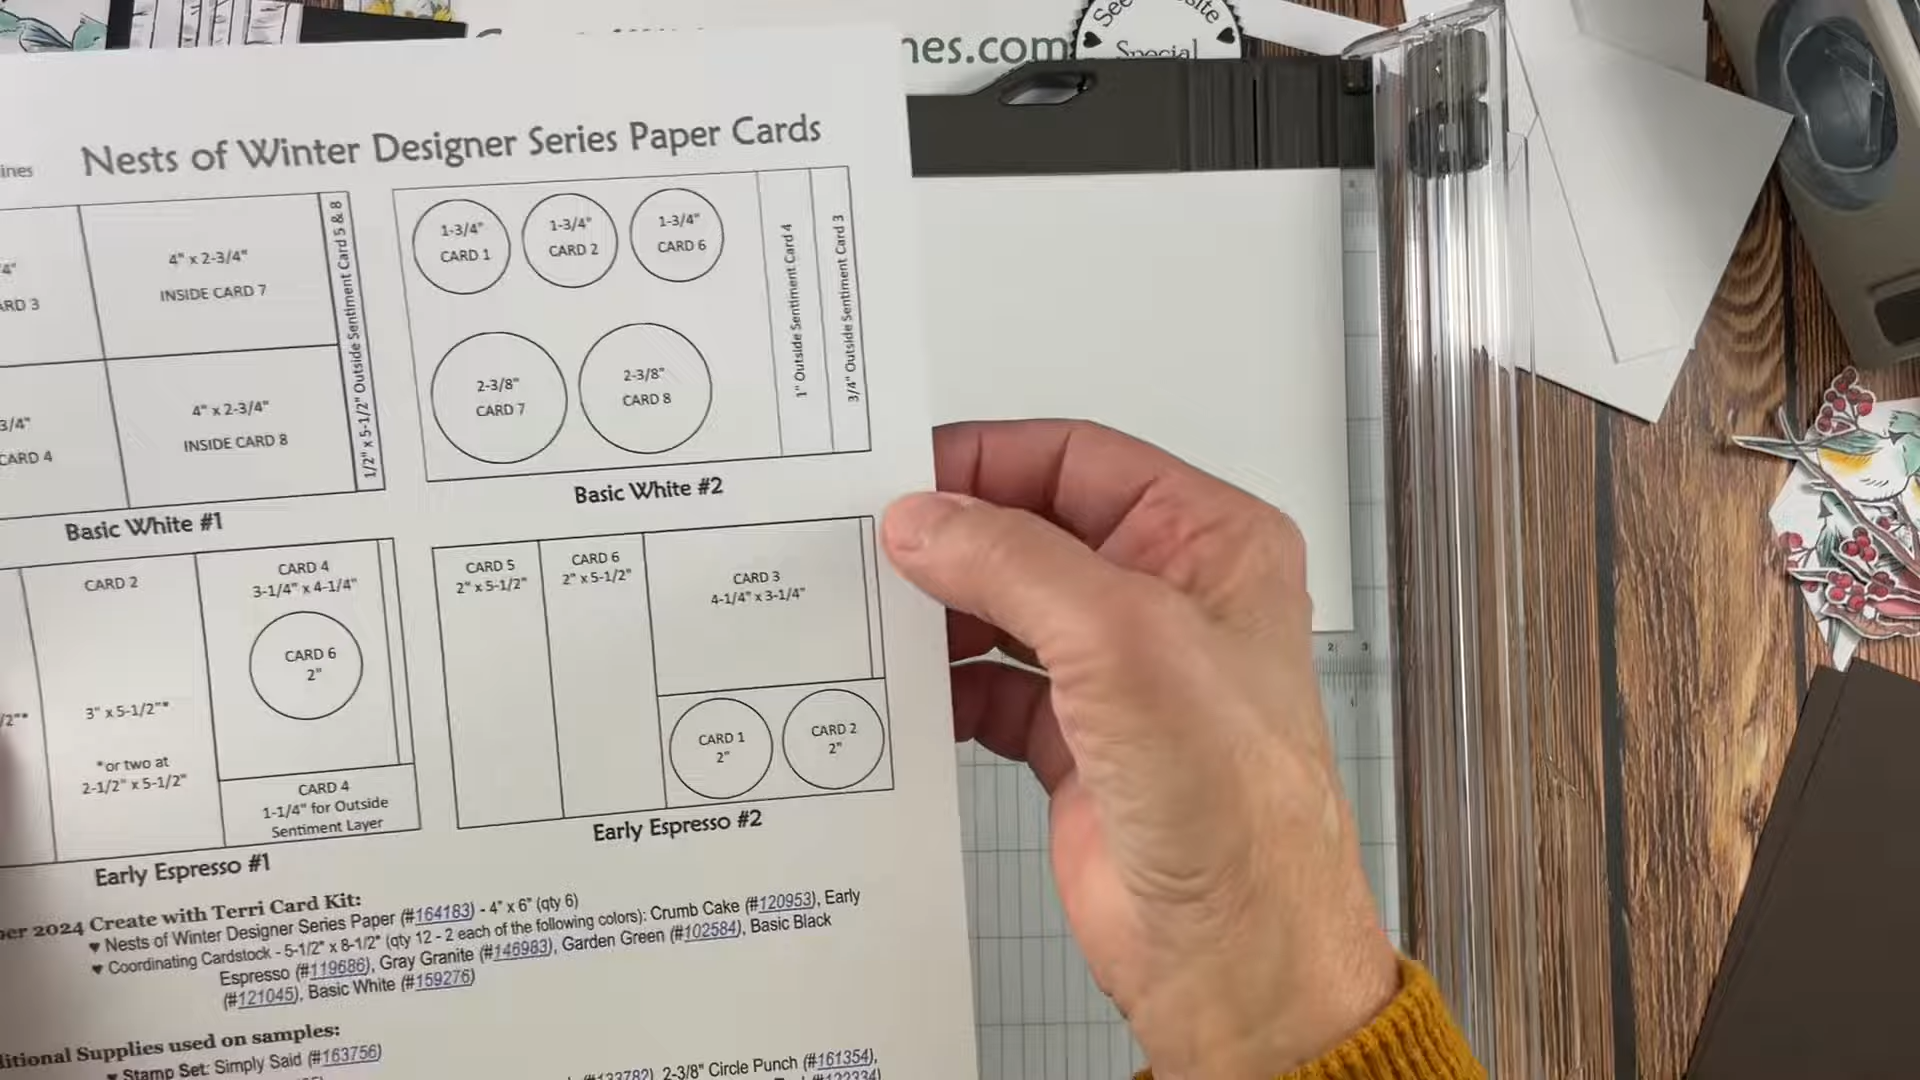 nes.com
Special
ines
Nests of Winter Designer Series Paper Cards
4"
ARD 3
4" x 2-3/4"
INSIDE CARD 7
3/4"
CARD 4
4" x 2-3/4"
INSIDE CARD 8
1/2" x 5-1/2" Outside Sentiment Card 5 & 8
Basic White #1
1-3/4"
CARD 1
1-3/4"
CARD 2
1-3/4"
CARD 6
2-3/8"
CARD 7
2-3/8"
CARD 8
1" Outside Sentiment Card 4
3/4" Outside Sentiment Card 3
Basic White #2
/2"*
CARD 2
3" x 5-1/2"*
*or two at
2-1/2" x 5-1/2"
CARD 4
3-1/4" x 4-1/4"
CARD 6
2"
CARD 4
1-1/4" for Outside
Sentiment Layer
Early Espresso #1
CARD 5
2" x 5-1/2"
CARD 6
2" x 5-1/2"
CARD 3
4-1/4" x 3-1/4"
CARD 1
2"
CARD 2
2"
Early Espresso #2
ber 2024 Create with Terri Card Kit:
♥ Nests of Winter Designer Series Paper (#164183) - 4" x 6" (qty 6)
♥ Coordinating Cardstock - 5-1/2" x 8-1/2" (qty 12 - 2 each of the following colors): Crumb Cake (#120953), Early
Espresso (#119686), Gray Granite (#146983), Garden Green (#102584), Basic Black
(#121045), Basic White (#159276)
ditional Supplies used on samples:
♥ Stamp Set: Simply Said (#163756)
2-3/8" Circle Punch (#161354),
2 3
1